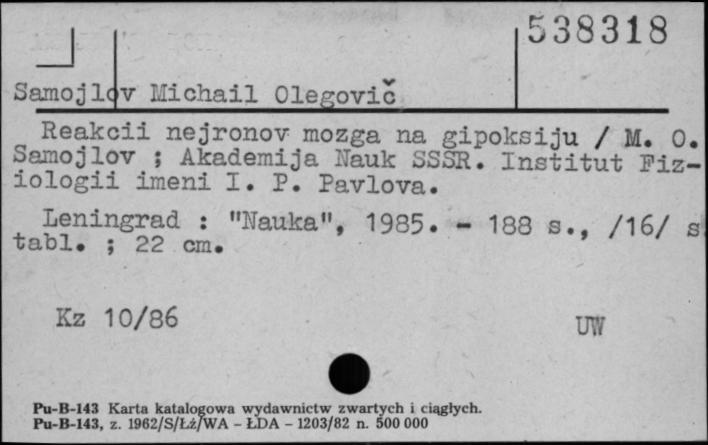 538318
Samojlov Michail Olegovič
Reakcii nejronov mozga na gipoksiju / M. O.
Samojlov ; Akademija Nauk SSSR. Institut Fiz-
iologii imeni I. P. Pavlova.
Leningrad : "Nauka", 1985. - 188 s., /16/ s.
tabl. ; 22 cm.
Kz 10/86
UW
Pu-B-143 Karta katalogowa wydawnictw zwartych i ciągłych.
Pu-B-143, z. 1962/S/Łż/WA - ŁDA - 1203/82 n. 500 000